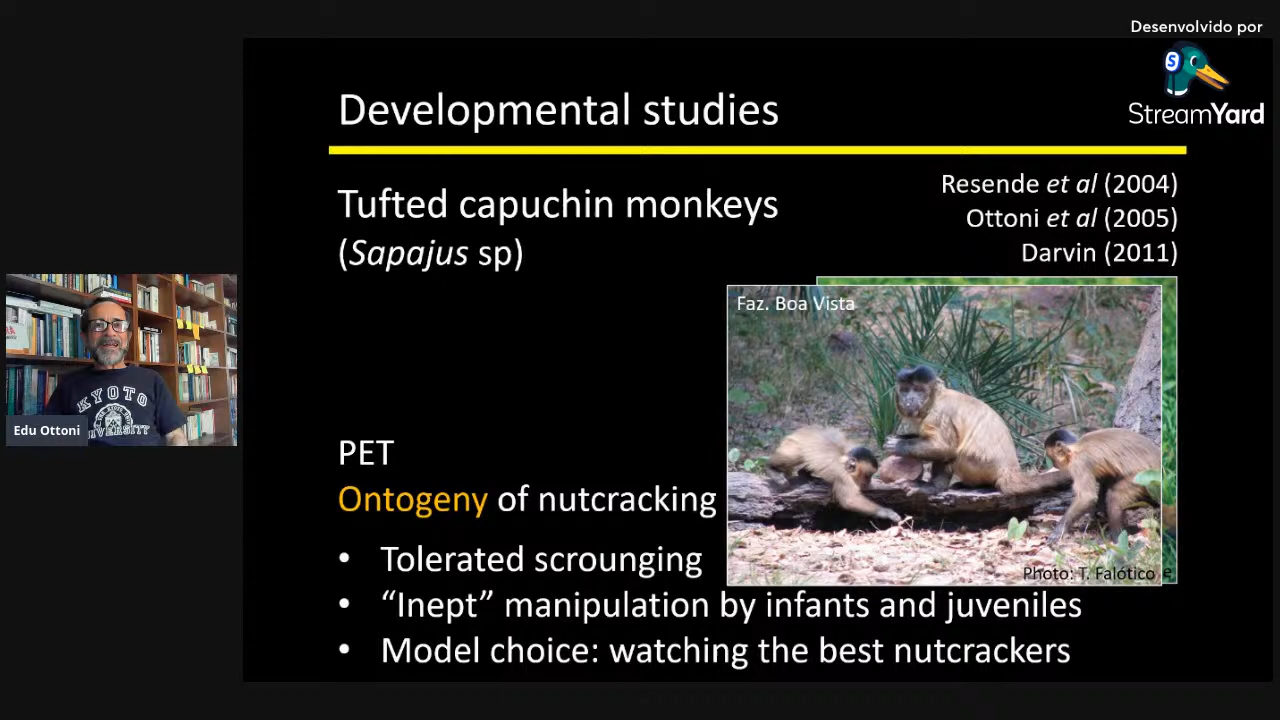 Desenvolvido por
S
StreamYard
Developmental studies
Tufted capuchin monkeys
(Sapajus sp)
Resende et al (2004)
Ottoni et al (2005)
Darvin (2011)
Faz. Boa Vista
KYOTO
UNIVERSITY
Edu Ottoni
PET
Ontogeny of nutcracking
Photo: T. Falótico e
• Tolerated scrounging
• “Inept” manipulation by infants and juveniles
• Model choice: watching the best nutcrackers